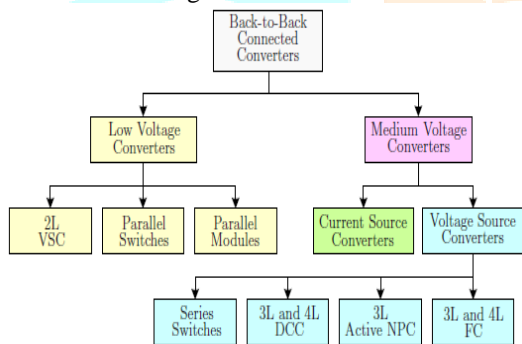 Back-to-Back
Connected
Converters
Low Voltage
Converters
Medium Voltage
Converters
2L
VSC
Parallel
Switches
Parallel
Modules
Current Source
Converters
Voltage Source
Converters
Series
Switches
3L and 4L
DCC
3L
Active NPC
3L and 4L
FC